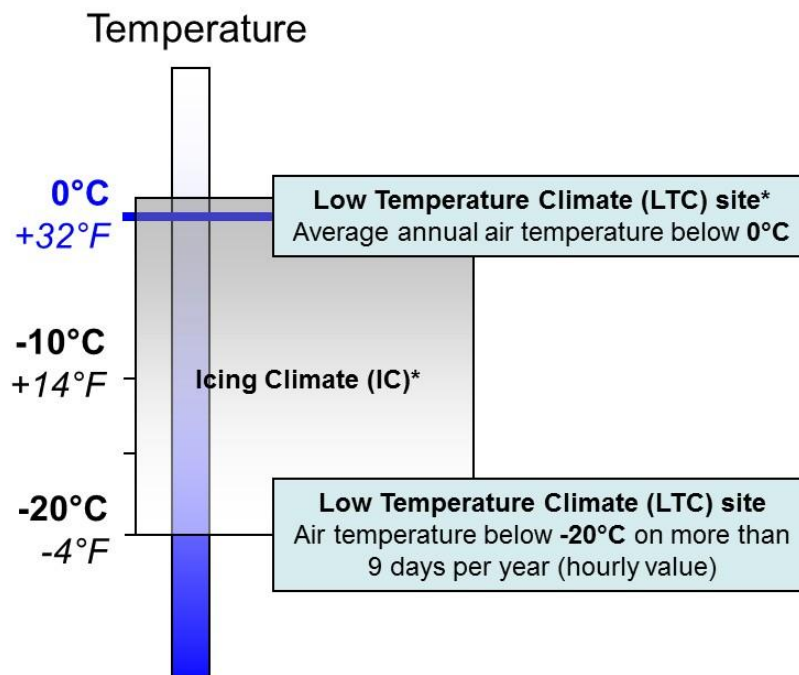 Temperature
0°C
+32°F
Low Temperature Climate (LTC) site*
Average annual air temperature below 0°C
-10°C
+14°F
Icing Climate (IC)*
-20°C
-4°F
Low Temperature Climate (LTC) site
Air temperature below -20°C on more than
9 days per year (hourly value)